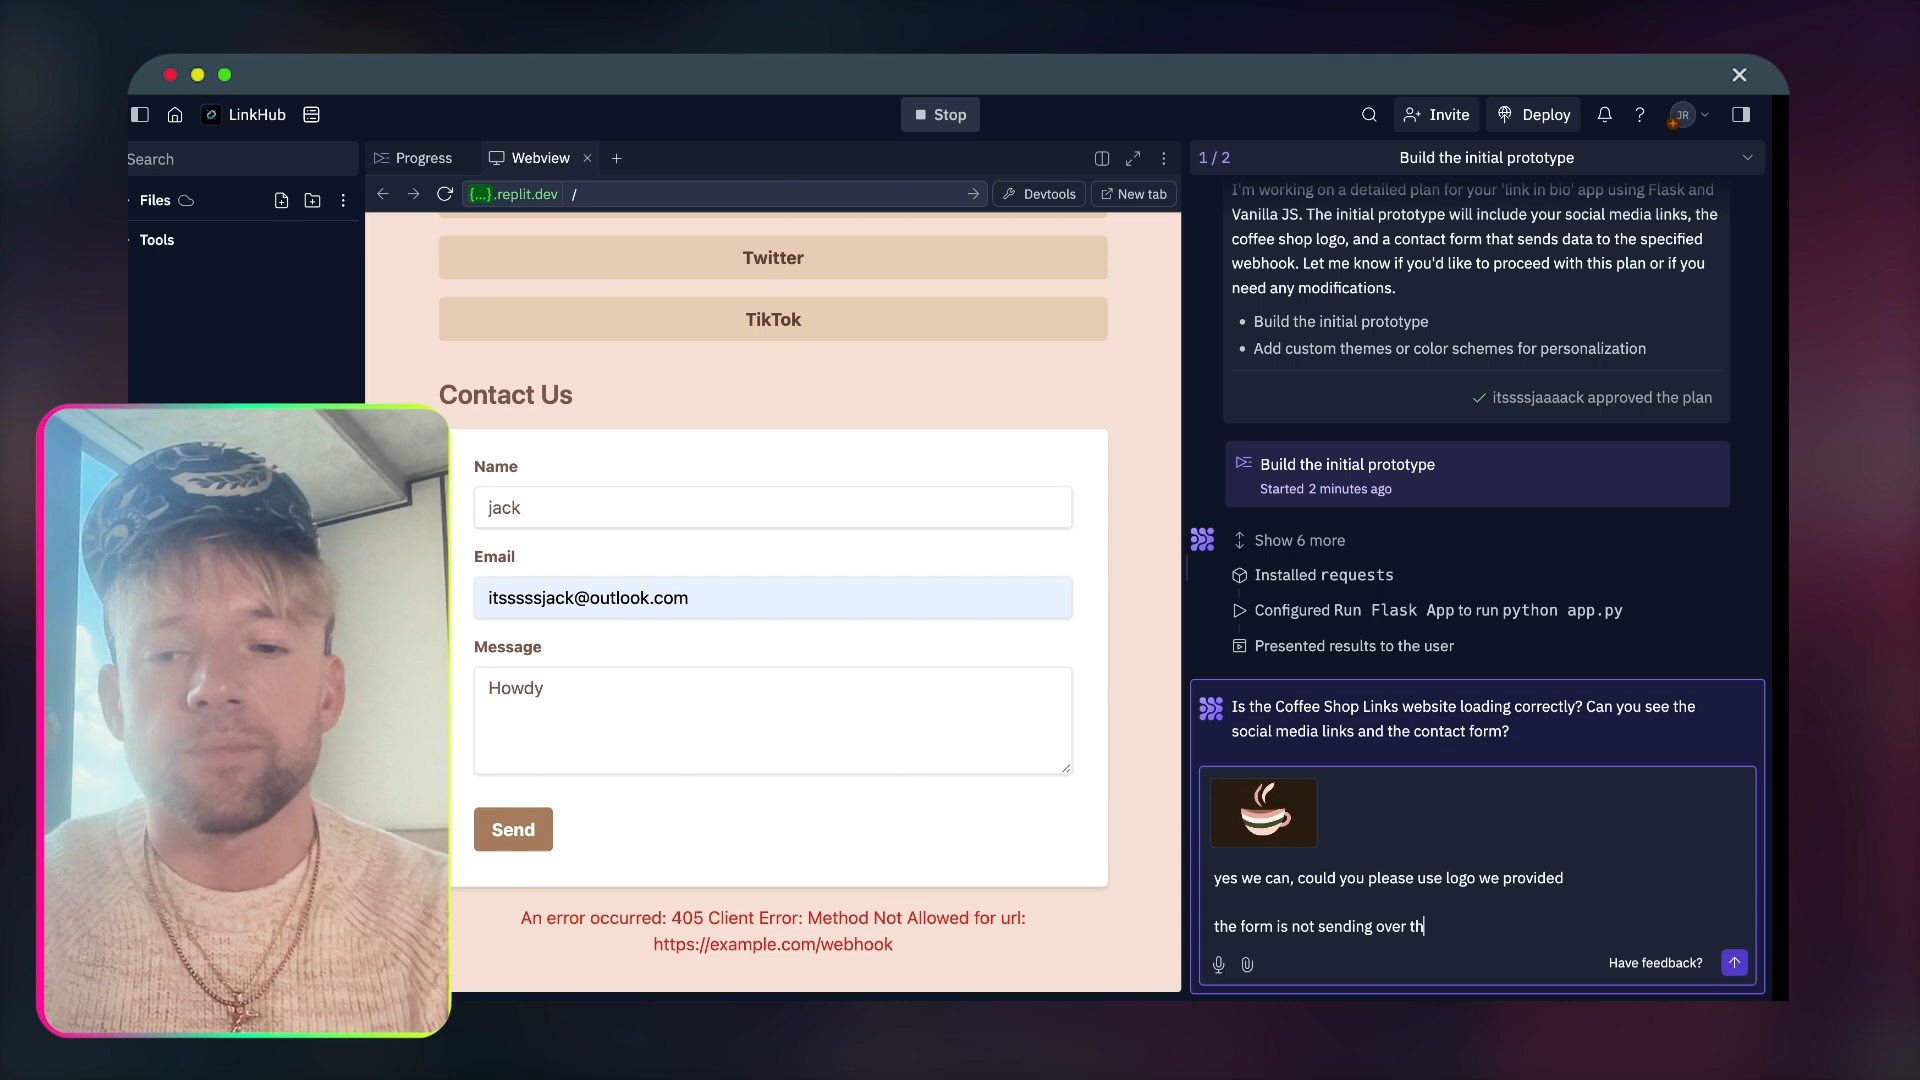 LinkHub
Stop
Invite
Deploy
?
JR
Search
Files
Tools
Progress
Webview
{...}.replit.dev
/
Devtools
New tab
Twitter
TikTok
Contact Us
Name
jack
Email
itsssssjack@outlook.com
Message
Howdy
Send
An error occurred: 405 Client Error: Method Not Allowed for url:
https://example.com/webhook
1 / 2
Build the initial prototype
I'm working on a detailed plan for your 'link in bio' app using Flask and
Vanilla JS. The initial prototype will include your social media links, the
coffee shop logo, and a contact form that sends data to the specified
webhook. Let me know if you'd like to proceed with this plan or if you
need any modifications.
• Build the initial prototype
• Add custom themes or color schemes for personalization
itssssjaaaack approved the plan
Build the initial prototype
Started 2 minutes ago
Show 6 more
Installed requests
Configured Run Flask App to run python app.py
Presented results to the user
Is the Coffee Shop Links website loading correctly? Can you see the
social media links and the contact form?
yes we can, could you please use logo we provided
the form is not sending over th
Have feedback?